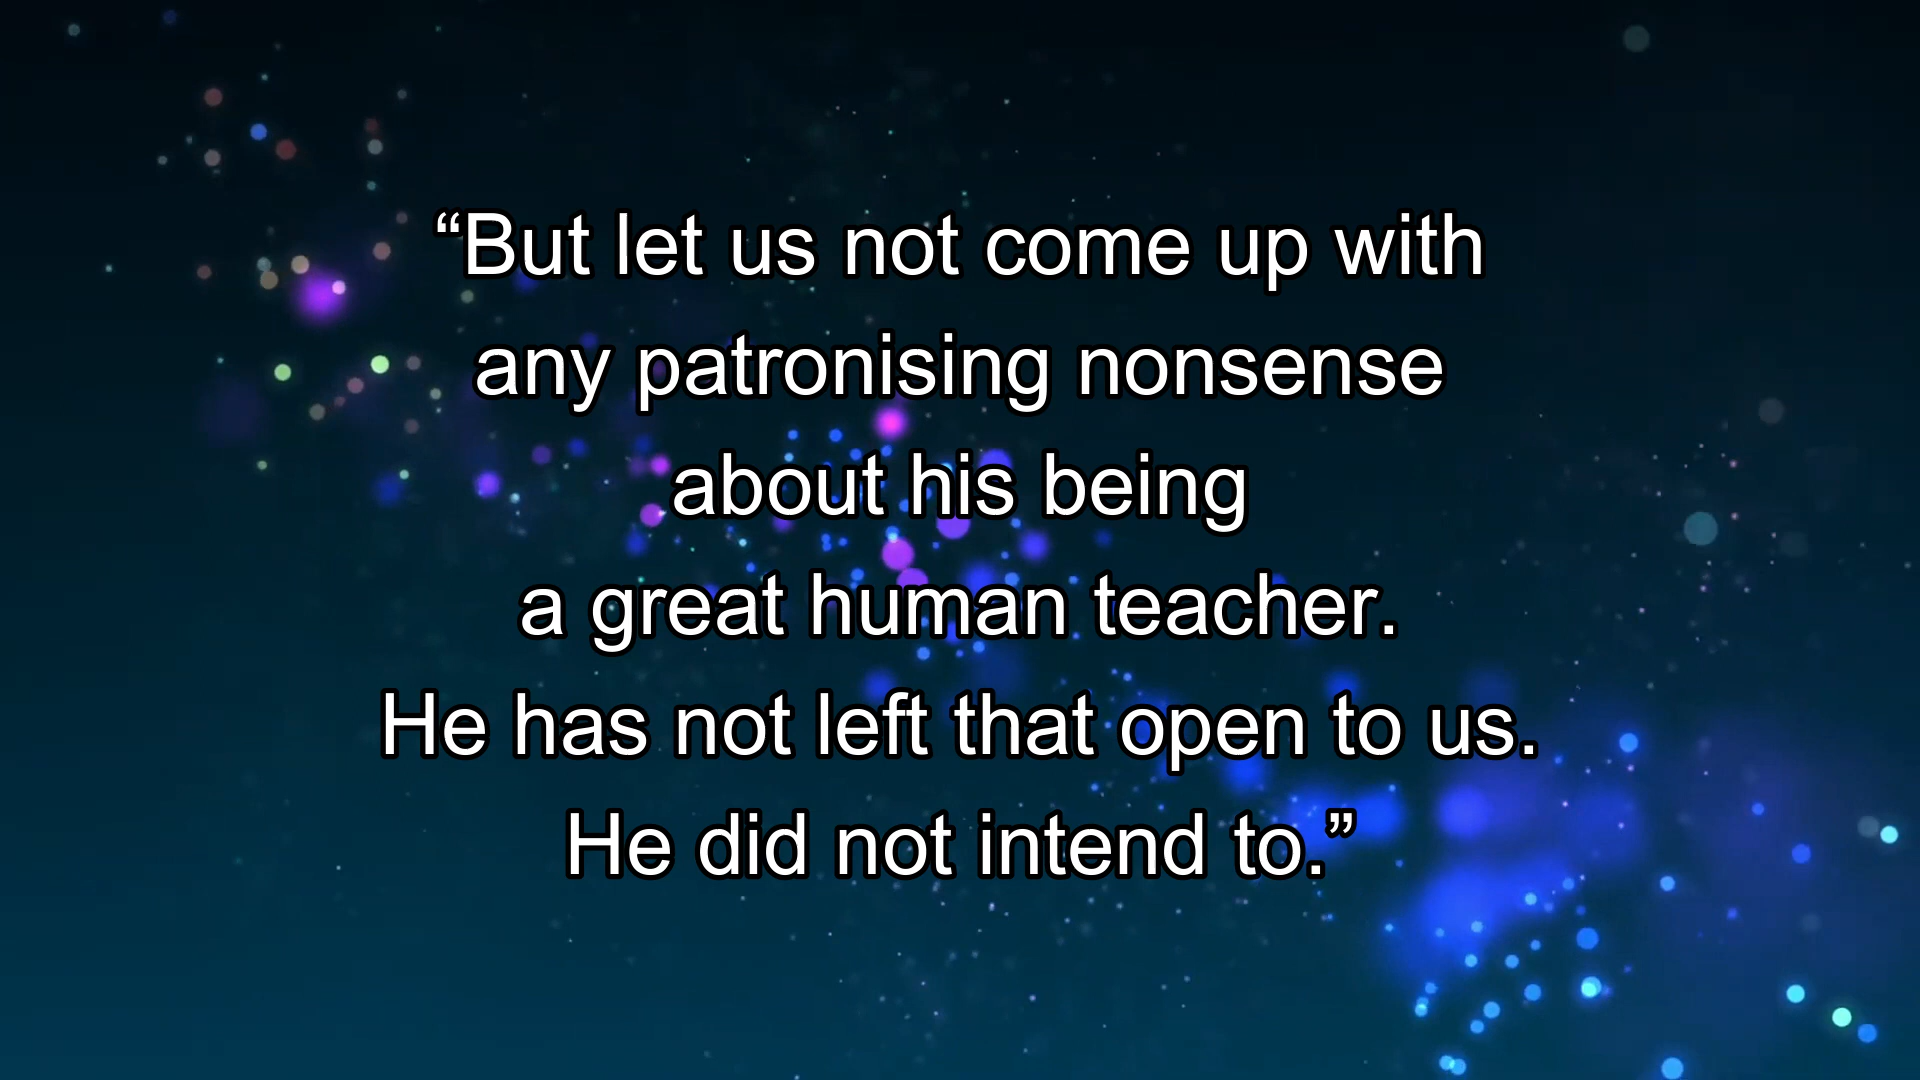 “But let us not come up with
any patronising nonsense
about his being
a great human teacher.
He has not left that open to us.
He did not intend to.”